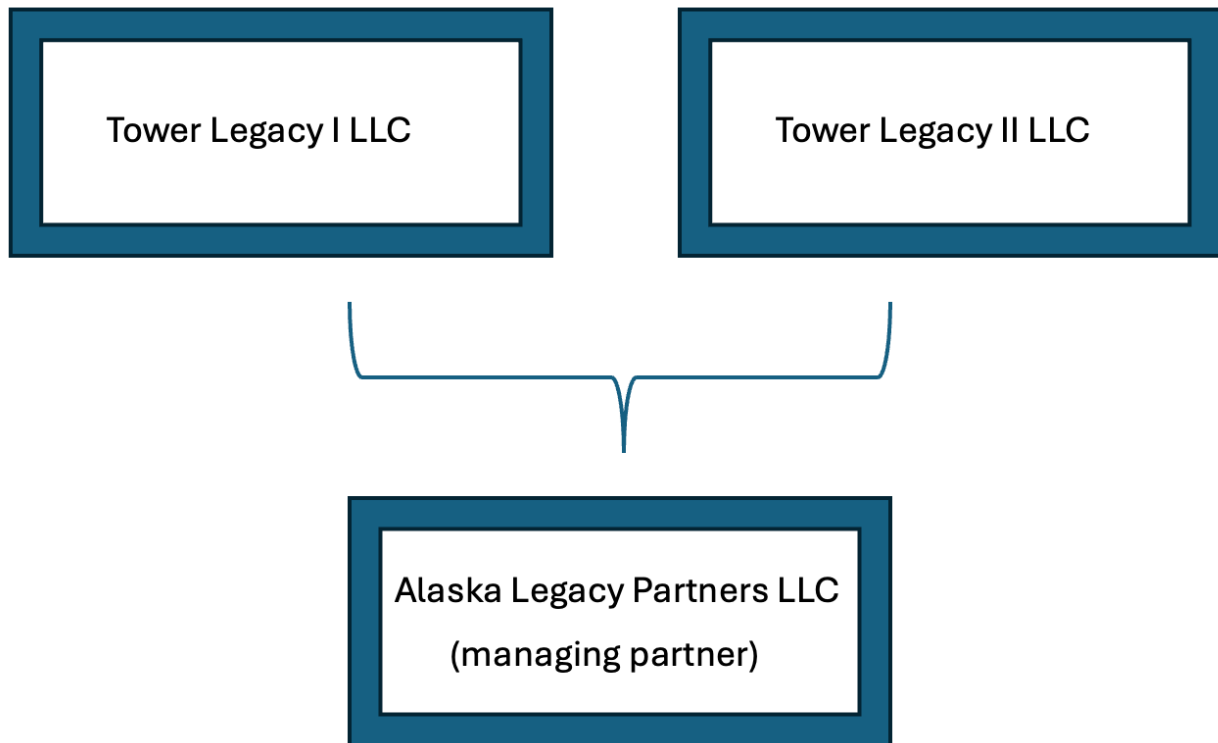 Tower Legacy I LLC
Tower Legacy II LLC
Alaska Legacy Partners LLC
(managing partner)